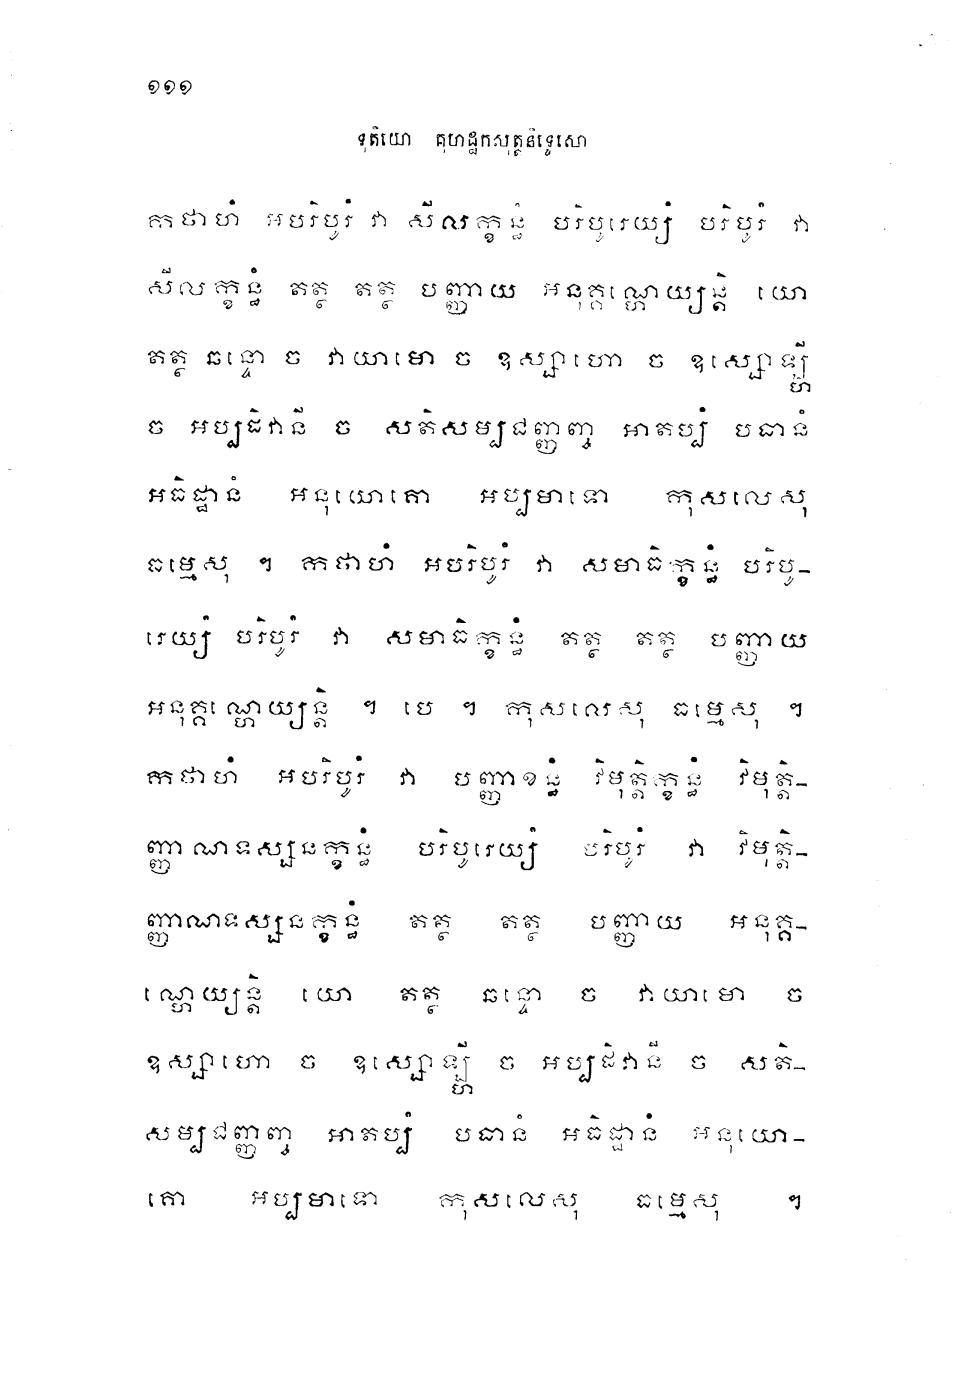 ១១១
ទុតិយោ គុហដ្ឋកសុត្តនិទ្ទេសោ
កថាហំ អបរិបូរំ វា សីលក្ខន្ធំ បរិបូរេយ្យំ បរិបូរំ វា
សីលក្ខន្ធំ តត្ថ តត្ថ បញ្ញាយ អនុគ្គណ្ហេយ្យន្តិ យោ
តត្ថ ឆន្ទោ ច វាយាមោ ច ឧស្សាហោ ច ឧស្សោឡ្ហី
ច អប្បដិវានី ច សតិសម្បជញ្ញញ្ច អាតប្បំ បធានំ
អធិដ្ឋានំ អនុយោគោ អប្បមាទោ កុសលេសុ
ធម្មេសុ ។ កថាហំ អបរិបូរំ វា សមាធិក្ខន្ធំ បរិបូ-
រេយ្យំ បរិបូរំ វា សមាធិក្ខន្ធំ តត្ថ តត្ថ បញ្ញាយ
អនុគ្គណ្ហេយ្យន្តិ ។ បេ ។ កុសលេសុ ធម្មេសុ ។
កថាហំ អបរិបូរំ វា បញ្ញាខន្ធំ វិមុត្តិក្ខន្ធំ វិមុត្តិ-
ញ្ញាណទស្សនក្ខន្ធំ បរិបូរេយ្យំ បរិបូរំ វា វិមុត្តិ-
ញ្ញាណទស្សនក្ខន្ធំ តត្ថ តត្ថ បញ្ញាយ អនុគ្គ-
ណ្ហេយ្យន្តិ យោ តត្ថ ឆន្ទោ ច វាយាមោ ច
ឧស្សាហោ ច ឧស្សោឡ្ហី ច អប្បដិវានី ច សតិ-
សម្បជញ្ញញ្ច អាតប្បំ បធានំ អធិដ្ឋានំ អនុយោ-
គោ អប្បមាទោ កុសលេសុ ធម្មេសុ ។